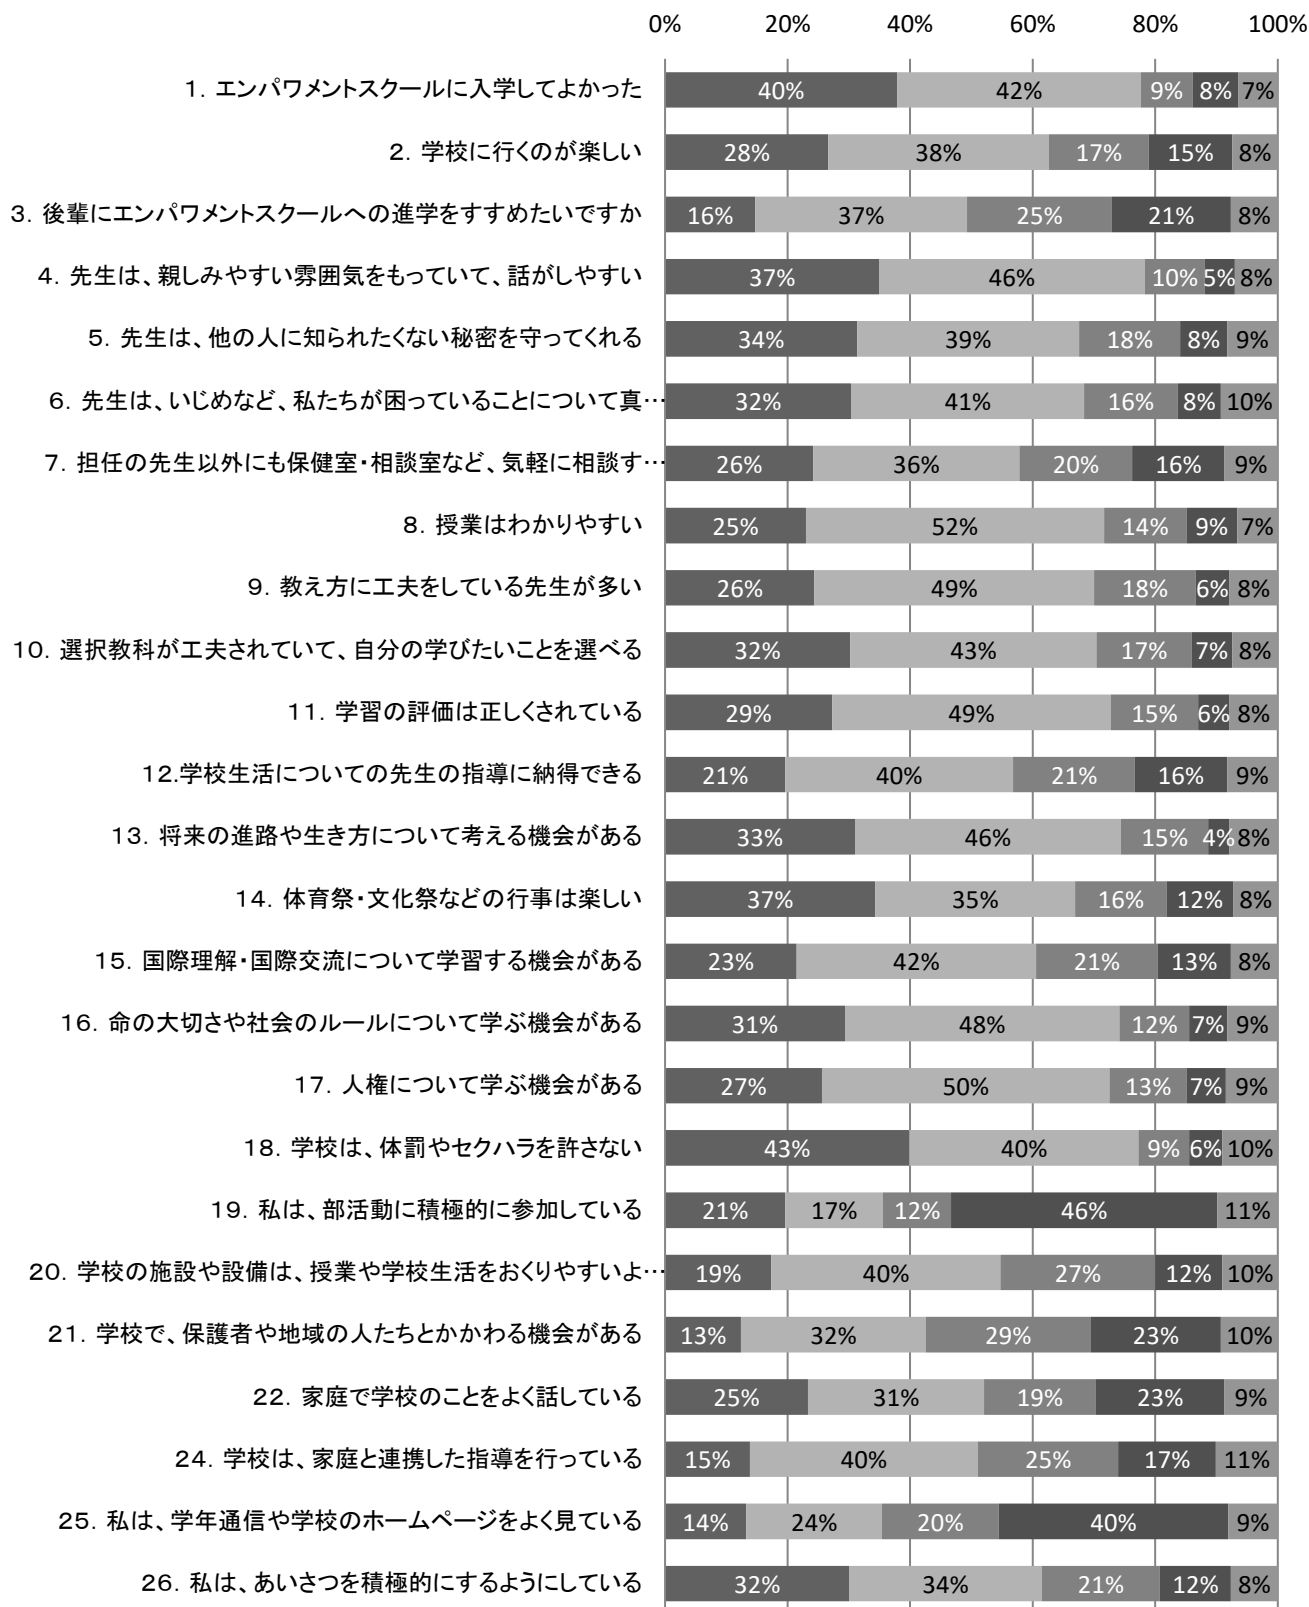 0% 20% 40% 60% 80% 100%
1. エンパワメントスクールに入学してよかった 40% 42% 9% 8% 7%
2. 学校に行くのが楽しい 28% 38% 17% 15% 8%
3. 後輩にエンパワメントスクールへの進学をすすめたいですか 16% 37% 25% 21% 8%
4. 先生は、親しみやすい雰囲気をもっていて、話がしやすい 37% 46% 10% 5% 8%
5. 先生は、他の人に知られたくない秘密を守ってくれる 34% 39% 18% 8% 9%
6. 先生は、いじめなど、私たちが困っていることについて真… 32% 41% 16% 8% 10%
7. 担任の先生以外にも保健室・相談室など、気軽に相談す… 26% 36% 20% 16% 9%
8. 授業はわかりやすい 25% 52% 14% 9% 7%
9. 教え方に工夫をしている先生が多い 26% 49% 18% 6% 8%
10. 選択教科が工夫されていて、自分の学びたいことを選べる 32% 43% 17% 7% 8%
11. 学習の評価は正しくされている 29% 49% 15% 6% 8%
12.学校生活についての先生の指導に納得できる 21% 40% 21% 16% 9%
13. 将来の進路や生き方について考える機会がある 33% 46% 15% 4% 8%
14. 体育祭・文化祭などの行事は楽しい 37% 35% 16% 12% 8%
15. 国際理解・国際交流について学習する機会がある 23% 42% 21% 13% 8%
16. 命の大切さや社会のルールについて学ぶ機会がある 31% 48% 12% 7% 9%
17. 人権について学ぶ機会がある 27% 50% 13% 7% 9%
18. 学校は、体罰やセクハラを許さない 43% 40% 9% 6% 10%
19. 私は、部活動に積極的に参加している 21% 17% 12% 46% 11%
20. 学校の施設や設備は、授業や学校生活をおくりやすいよ… 19% 40% 27% 12% 10%
21. 学校で、保護者や地域の人たちとかかわる機会がある 13% 32% 29% 23% 10%
22. 家庭で学校のことをよく話している 25% 31% 19% 23% 9%
24. 学校は、家庭と連携した指導を行っている 15% 40% 25% 17% 11%
25. 私は、学年通信や学校のホームページをよく見ている 14% 24% 20% 40% 9%
26. 私は、あいさつを積極的にするようにしている 32% 34% 21% 12% 8%